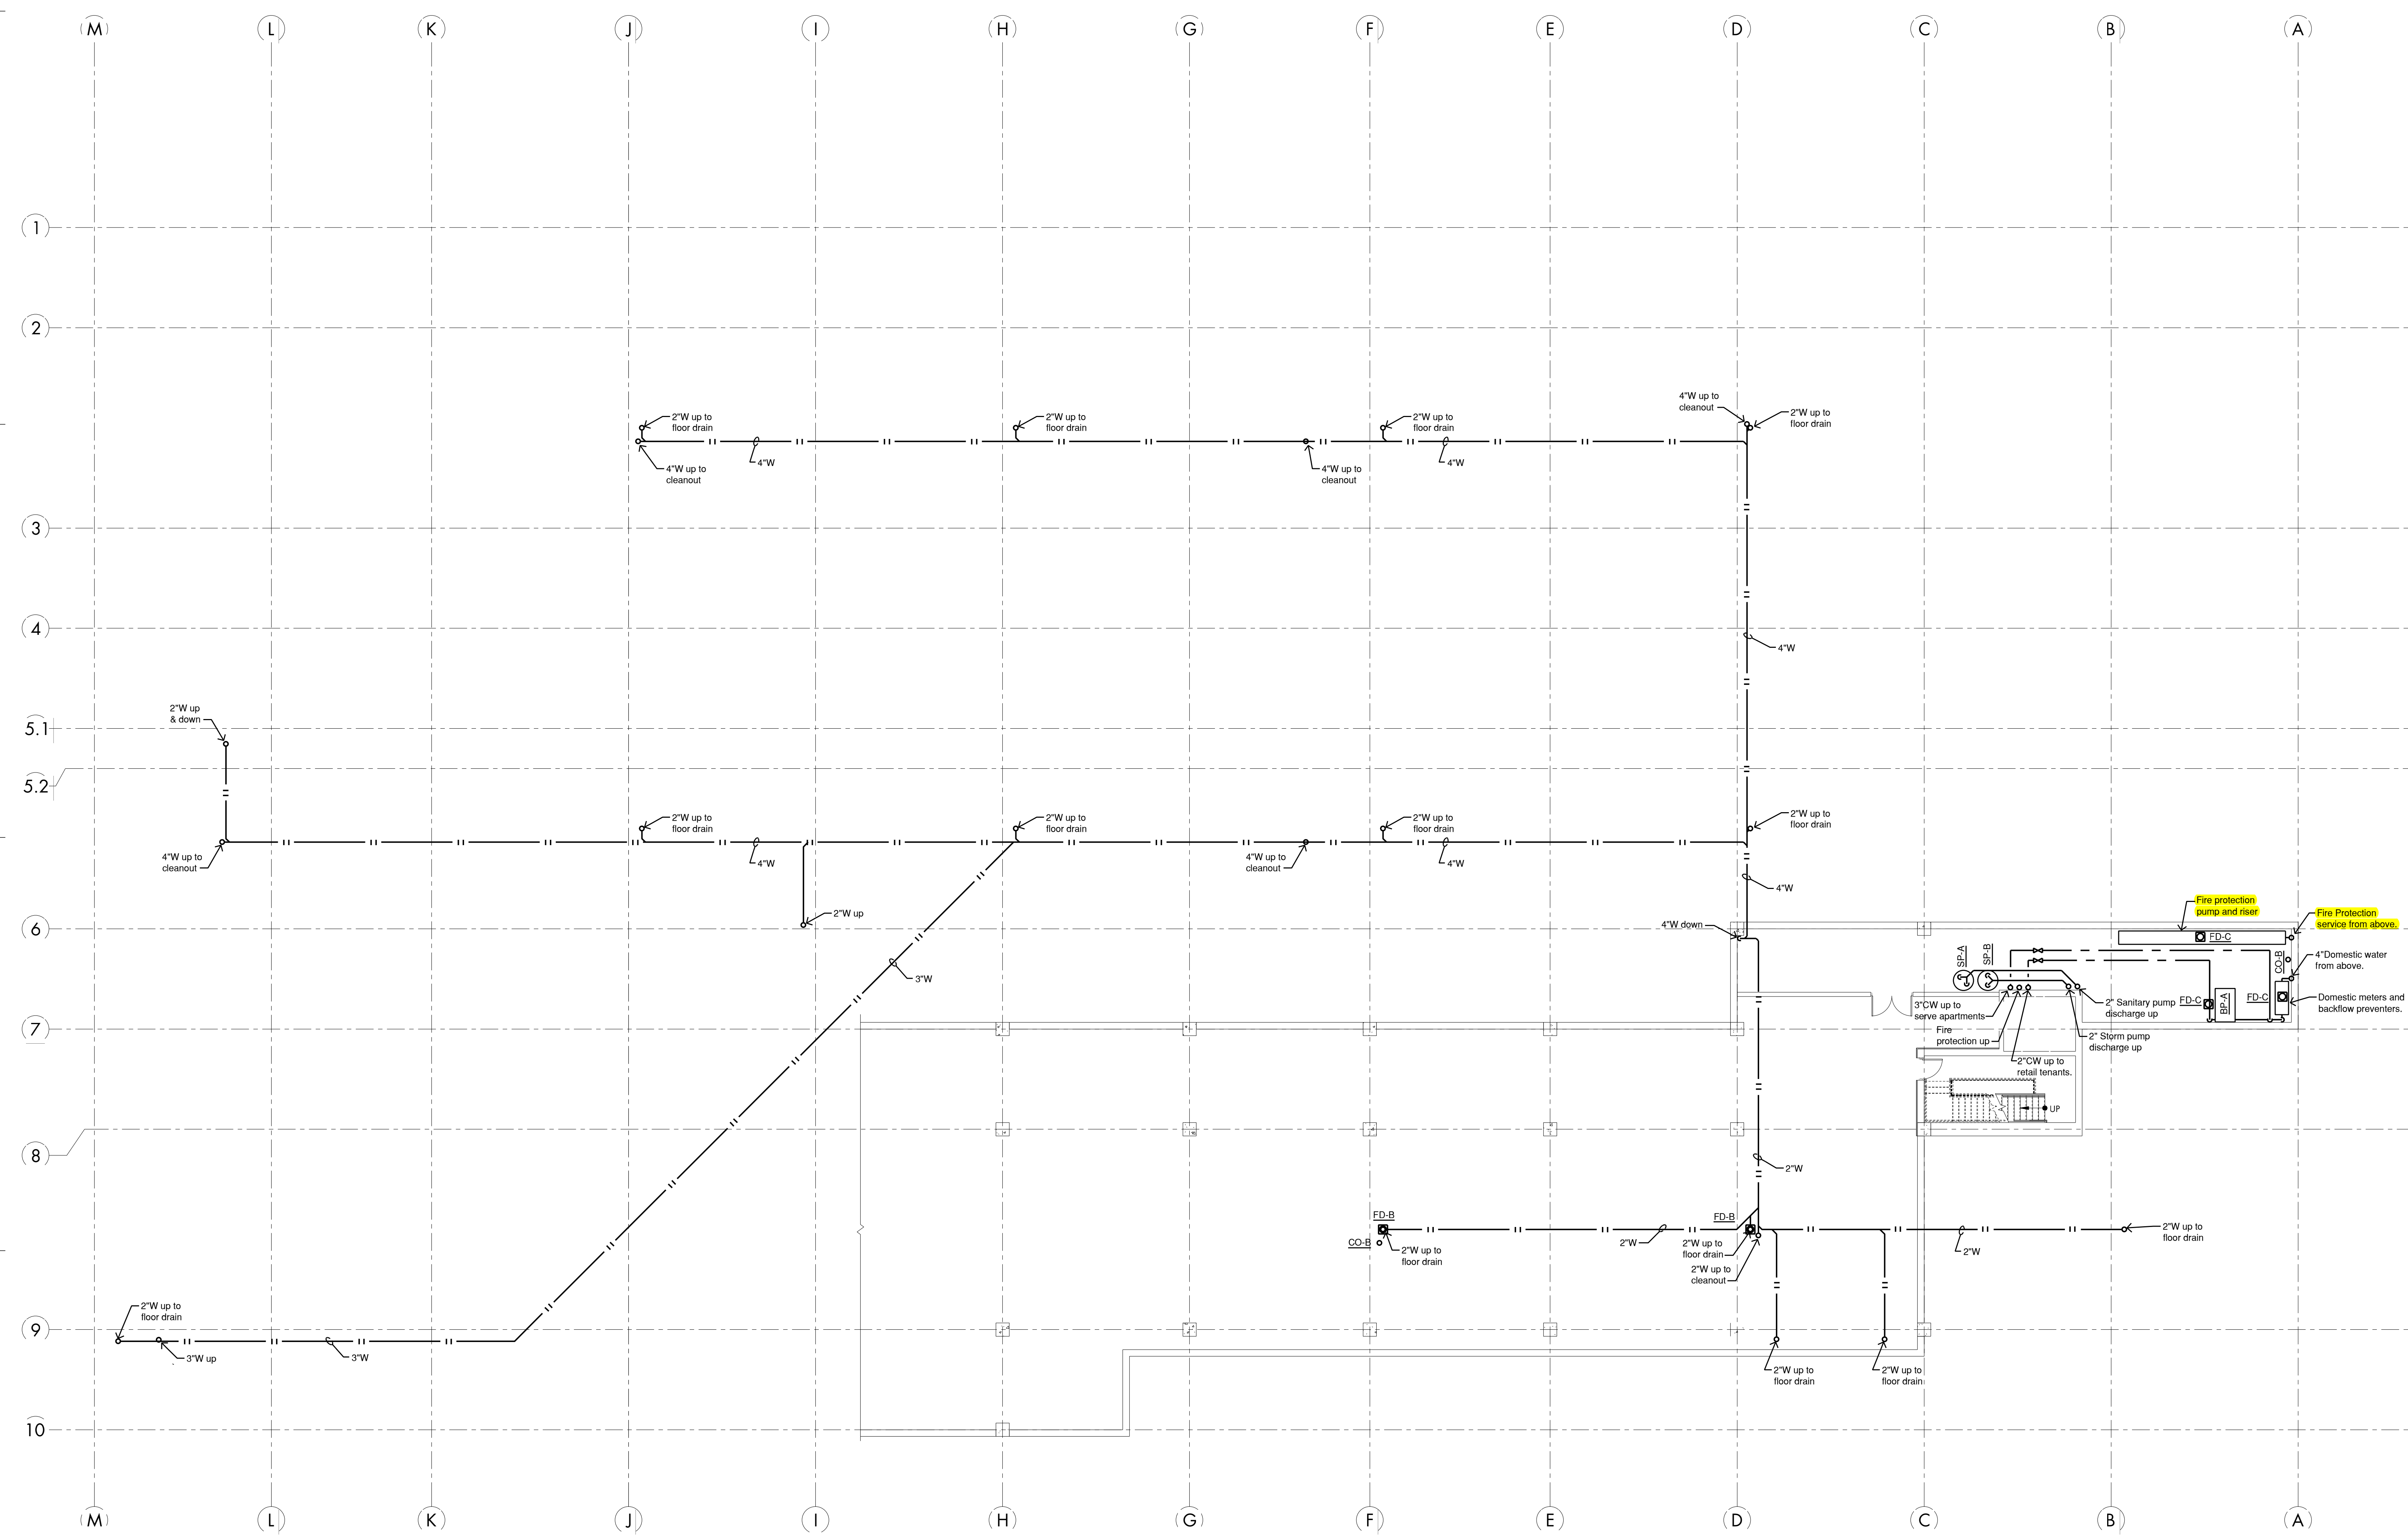 M L K J I H G F E D C B A
1
2
4"W up to
cleanout
2"W up to
floor drain
2"W up to
floor drain
2"W up to
floor drain
2"W up to
floor drain
4"W
4"W
4"W up to
cleanout
4"W up to
cleanout
3
4
4"W
2"W up
& down
5.1
5.2
2"W up to
floor drain
2"W up to
floor drain
2"W up to
floor drain
2"W up to
floor drain
4"W up to
cleanout
4"W
4"W up to
cleanout
4"W
4"W
2"W up
Fire protection
pump and riser
Fire Protection
service from above.
6
4"W down
FD-C
SP-A
SP-B
CO-B
4"Domestic water
from above.
3"W
3"CW up to
serve apartments
2" Sanitary pump
discharge up
FD-C
BP-A
FD-C
Domestic meters and
backflow preventers.
7
Fire
protection up
2" Storm pump
discharge up
2"CW up to
retail tenants.
UP
8
2"W
FD-B
FD-B
CO-B
2"W up to
floor drain
2"W
2"W up to
floor drain
2"W up to
cleanout
2"W
2"W up to
floor drain
2"W up to
floor drain
9
3"W up
3"W
2"W up to
floor drain
2"W up to
floor drain
10
M L K J I H G F E D C B A